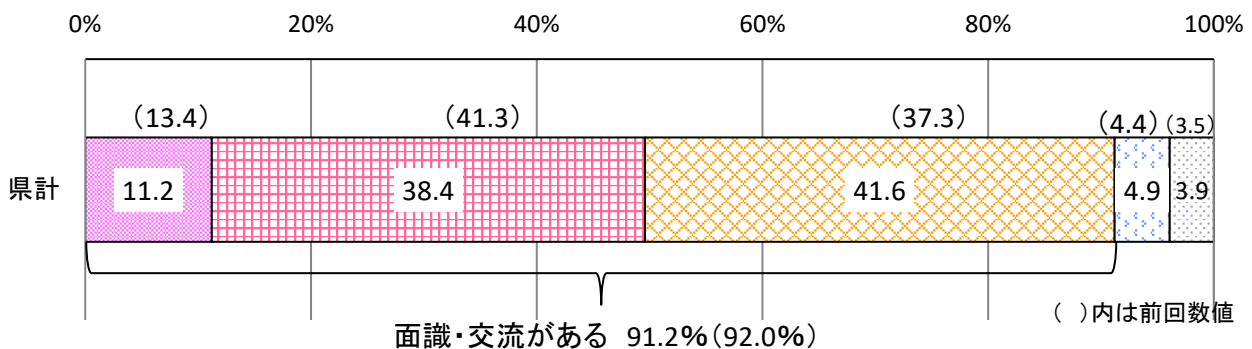 0% 20% 40% 60% 80% 100%
(13.4) (41.3) (37.3) (4.4) (3.5)
県計 11.2 38.4 41.6 4.9 3.9
( )内は前回数値
面識・交流がある 91.2%(92.0%)